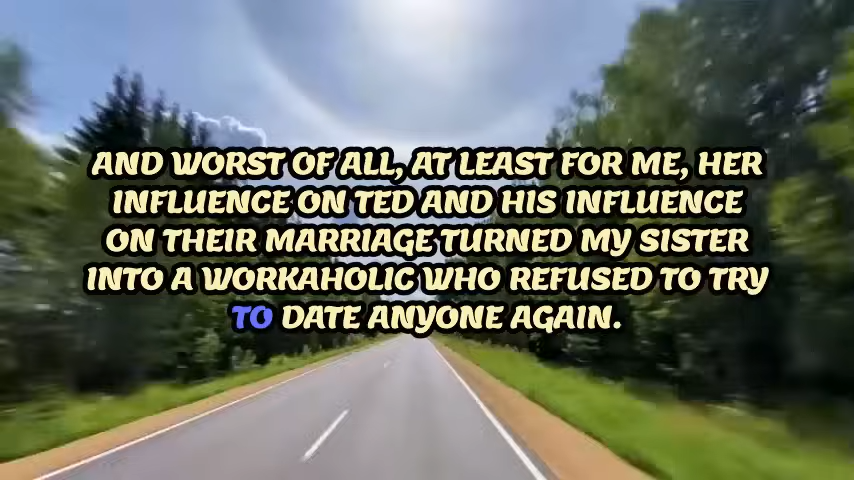 AND WORST OF ALL, AT LEAST FOR ME, HER
INFLUENCE ON TED AND HIS INFLUENCE
ON THEIR MARRIAGE TURNED MY SISTER
INTO A WORKAHOLIC WHO REFUSED TO TRY
TO DATE ANYONE AGAIN.